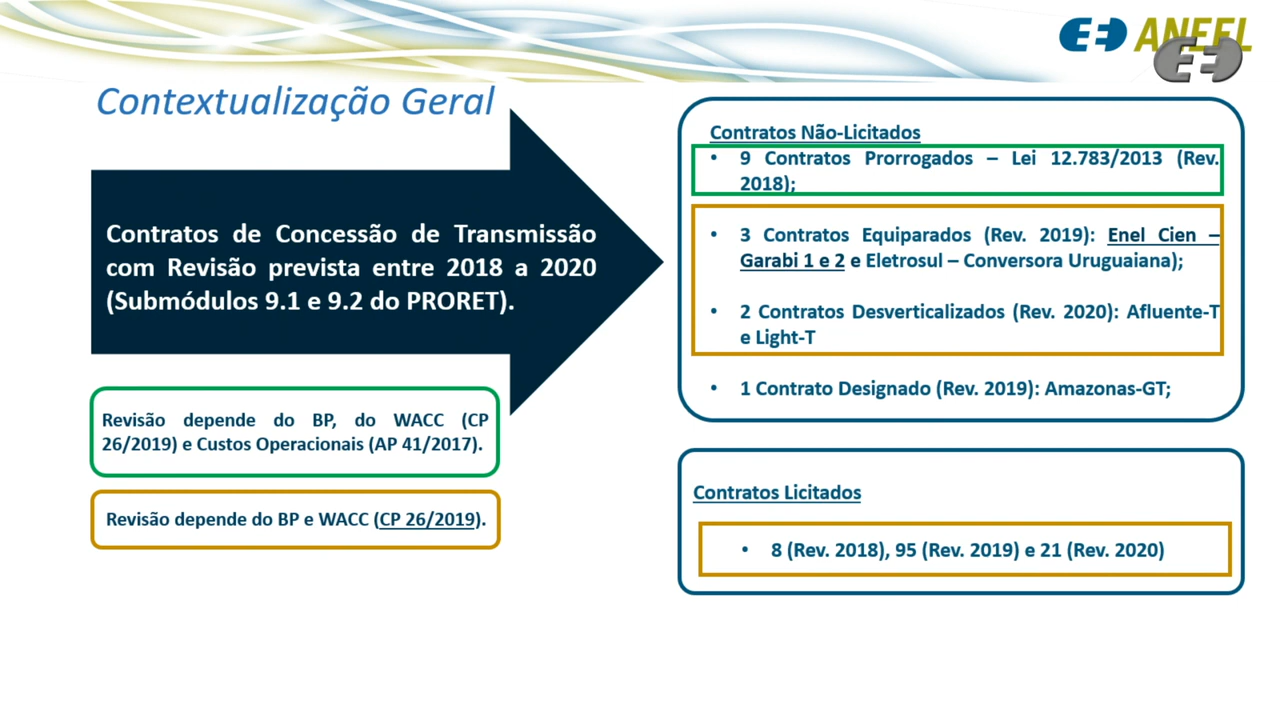 ANEEL
Contextualização Geral
Contratos de Concessão de Transmissão
com Revisão prevista entre 2018 a 2020
(Submódulos 9.1 e 9.2 do PRORET).
Revisão depende do BP, do WACC (CP
26/2019) e Custos Operacionais (AP 41/2017).
Revisão depende do BP e WACC (CP 26/2019).
Contratos Não-Licitados
• 9 Contratos Prorrogados – Lei 12.783/2013 (Rev.
2018);
• 3 Contratos Equiparados (Rev. 2019): Enel Cien –
Garabi 1 e 2 e Eletrosul – Conversora Uruguaiana);
• 2 Contratos Desverticalizados (Rev. 2020): Afluente-T
e Light-T
• 1 Contrato Designado (Rev. 2019): Amazonas-GT;
Contratos Licitados
• 8 (Rev. 2018), 95 (Rev. 2019) e 21 (Rev. 2020)